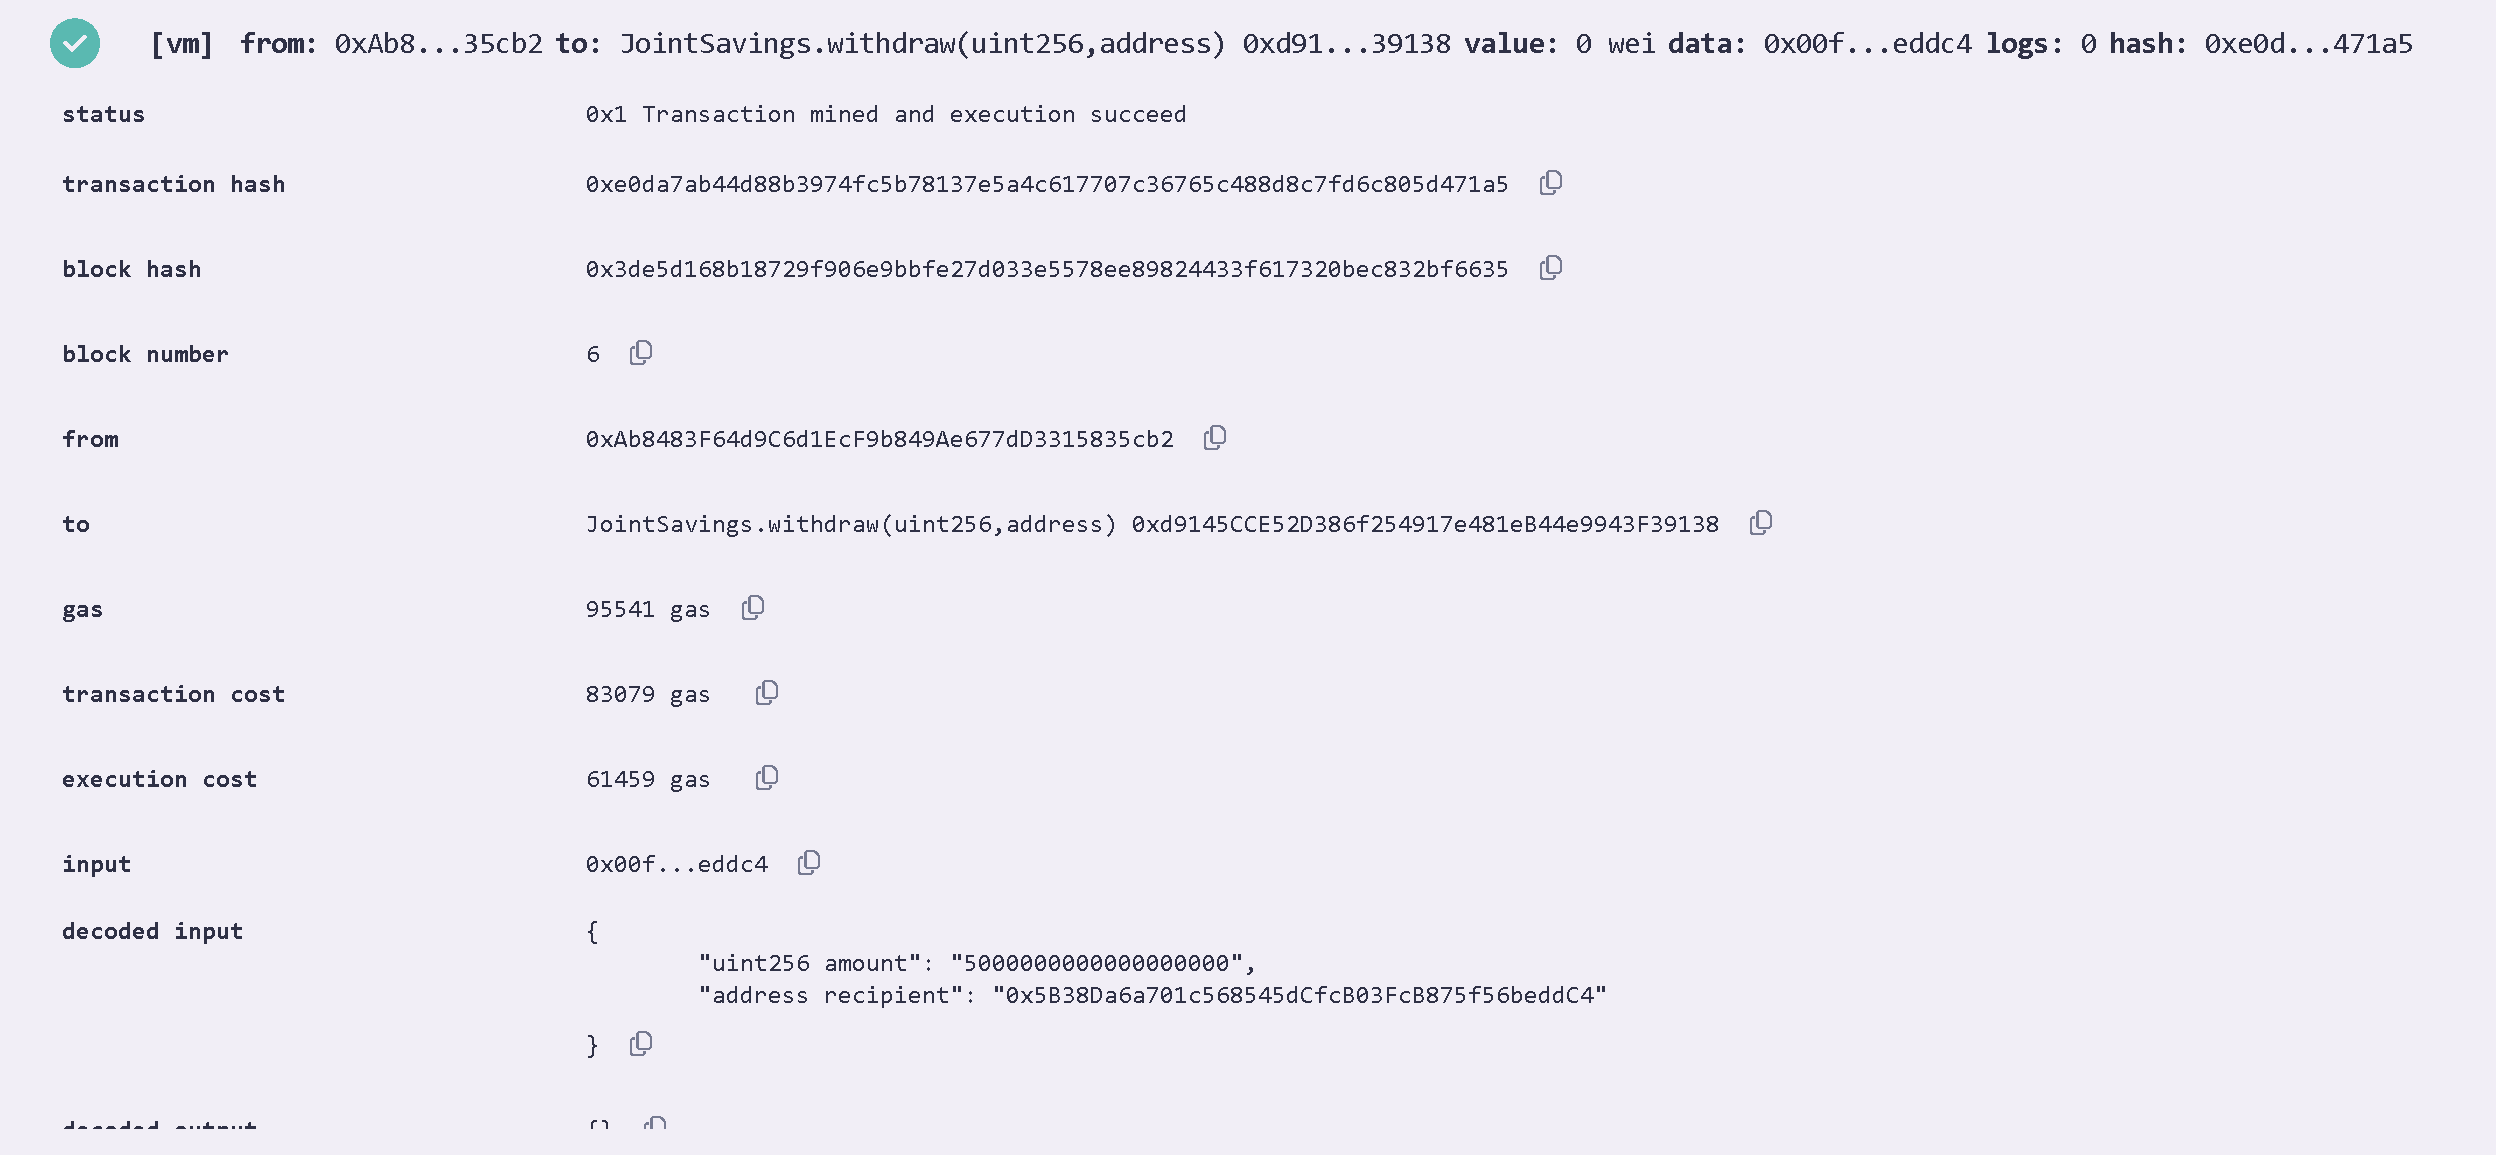 [vm] from: 0xAb8...35cb2 to: JointSavings.withdraw(uint256,address) 0xd91...39138 value: 0 wei data: 0x00f...eddc4 logs: 0 hash: 0xe0d...471a5
status 0x1 Transaction mined and execution succeed
transaction hash 0xe0da7ab44d88b3974fc5b78137e5a4c617707c36765c488d8c7fd6c805d471a5
block hash 0x3de5d168b18729f906e9bbfe27d033e5578ee89824433f617320bec832bf6635
block number 6
from 0xAb8483F64d9C6d1EcF9b849Ae677dD3315835cb2
to JointSavings.withdraw(uint256,address) 0xd9145CCE52D386f254917e481eB44e9943F39138
gas 95541 gas
transaction cost 83079 gas
execution cost 61459 gas
input 0x00f...eddc4
decoded input {
"uint256 amount": "5000000000000000000",
"address recipient": "0x5B38Da6a701c568545dCfcB03FcB875f56beddC4"
}
decoded output {}